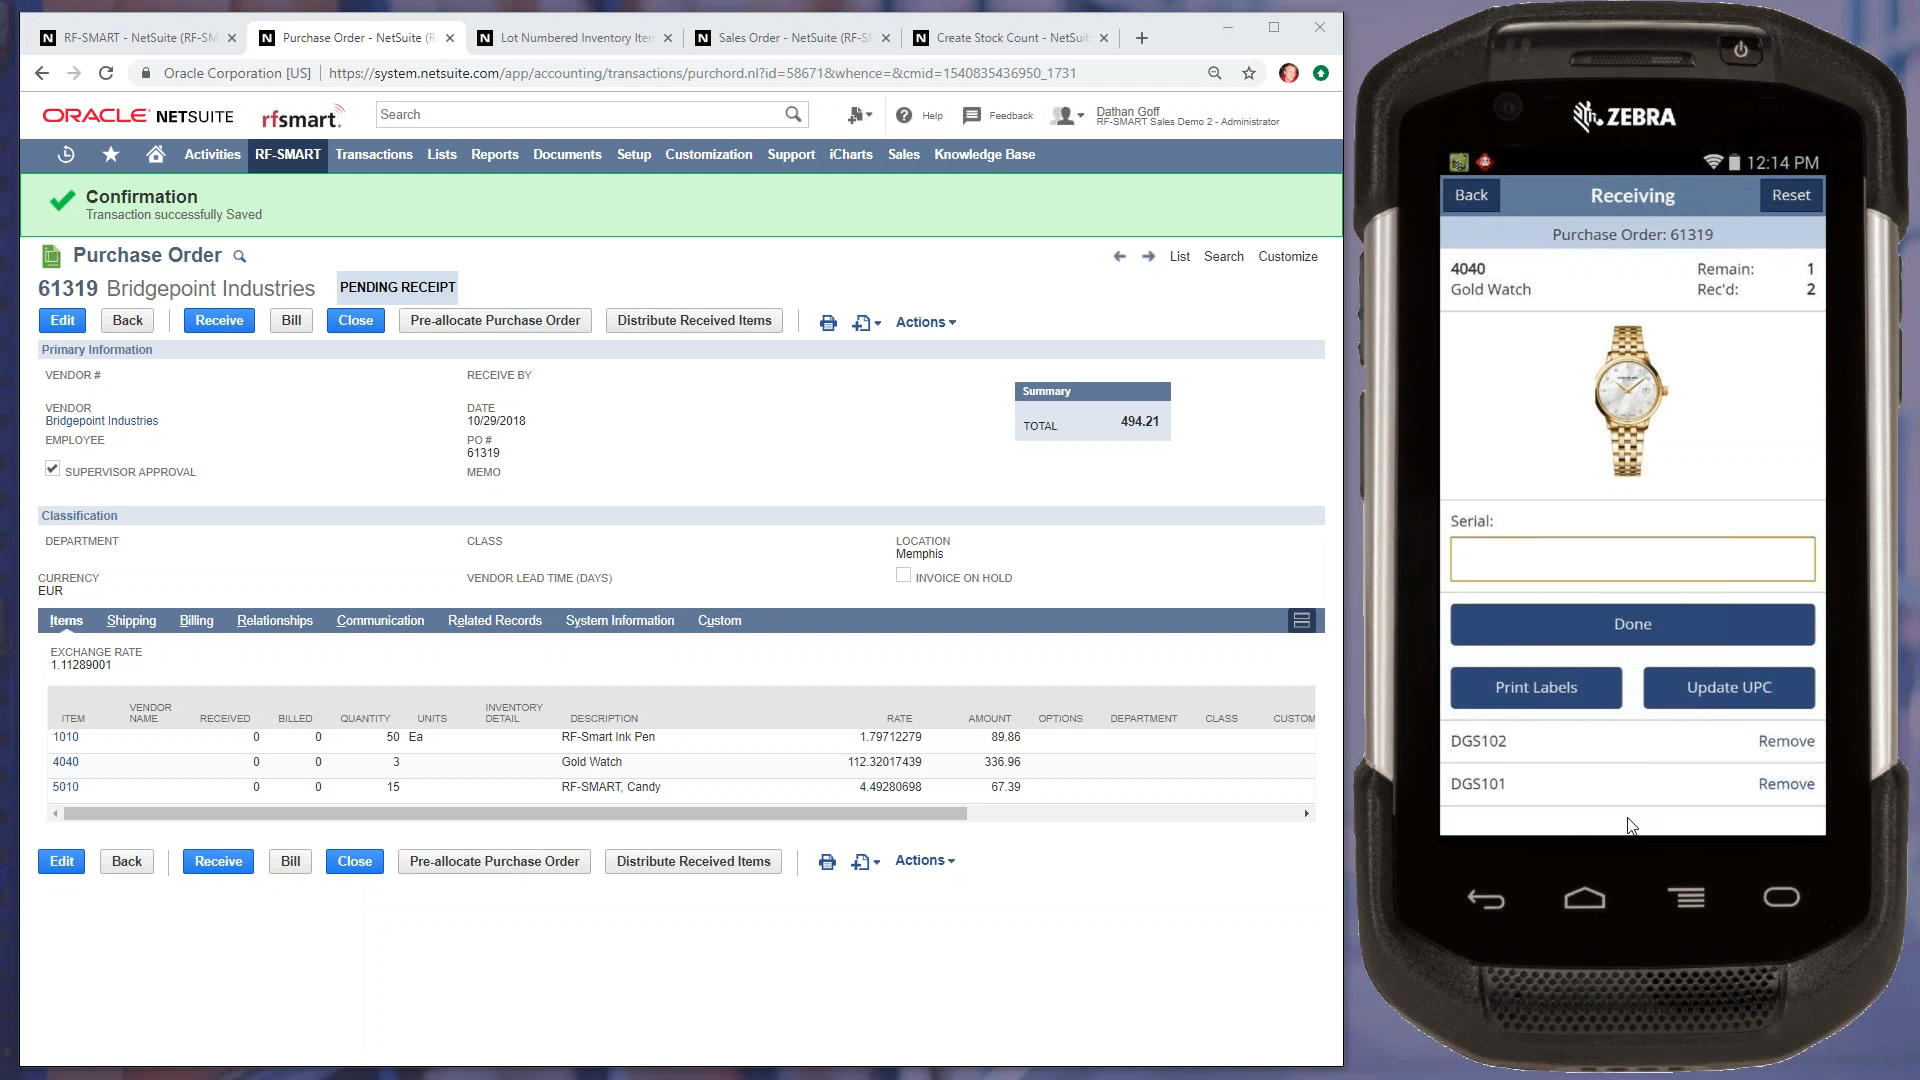 RF-SMART - NetSuite (RF-SM
Purchase Order - NetSuite (R
Lot Numbered Inventory Item
Sales Order - NetSuite (RF-S
Create Stock Count - NetSuit
Oracle Corporation [US] | https://system.netsuite.com/app/accounting/transactions/purchord.nl?id=58671&whence=&cmid=1540835436950_1731
ORACLE NETSUITE
rfsmart
Search
Help
Feedback
Dathan Goff
RF-SMART Sales Demo 2 - Administrator
Activities RF-SMART Transactions Lists Reports Documents Setup Customization Support iCharts Sales Knowledge Base
Confirmation
Transaction successfully Saved
Purchase Order
List Search Customize
61319 Bridgepoint Industries PENDING RECEIPT
Edit Back Receive Bill Close Pre-allocate Purchase Order Distribute Received Items Actions
Primary Information
VENDOR #
RECEIVE BY
Summary
TOTAL 494.21
VENDOR
Bridgepoint Industries
DATE
10/29/2018
EMPLOYEE
PO #
61319
SUPERVISOR APPROVAL
MEMO
Classification
DEPARTMENT
CLASS
LOCATION
Memphis
CURRENCY
EUR
VENDOR LEAD TIME (DAYS)
INVOICE ON HOLD
Items Shipping Billing Relationships Communication Related Records System Information Custom
EXCHANGE RATE
1.11289001
ITEM VENDOR NAME RECEIVED BILLED QUANTITY UNITS INVENTORY DETAIL DESCRIPTION RATE AMOUNT OPTIONS DEPARTMENT CLASS CUSTOM
1010 0 0 50 Ea RF-Smart Ink Pen 1.79712279 89.86
4040 0 0 3 Gold Watch 112.32017439 336.96
5010 0 0 15 RF-SMART, Candy 4.49280698 67.39
Edit Back Receive Bill Close Pre-allocate Purchase Order Distribute Received Items Actions
ZEBRA
12:14 PM
Back Receiving Reset
Purchase Order: 61319
4040 Remain: 1
Gold Watch Rec'd: 2
Serial:
Done
Print Labels Update UPC
DGS102 Remove
DGS101 Remove